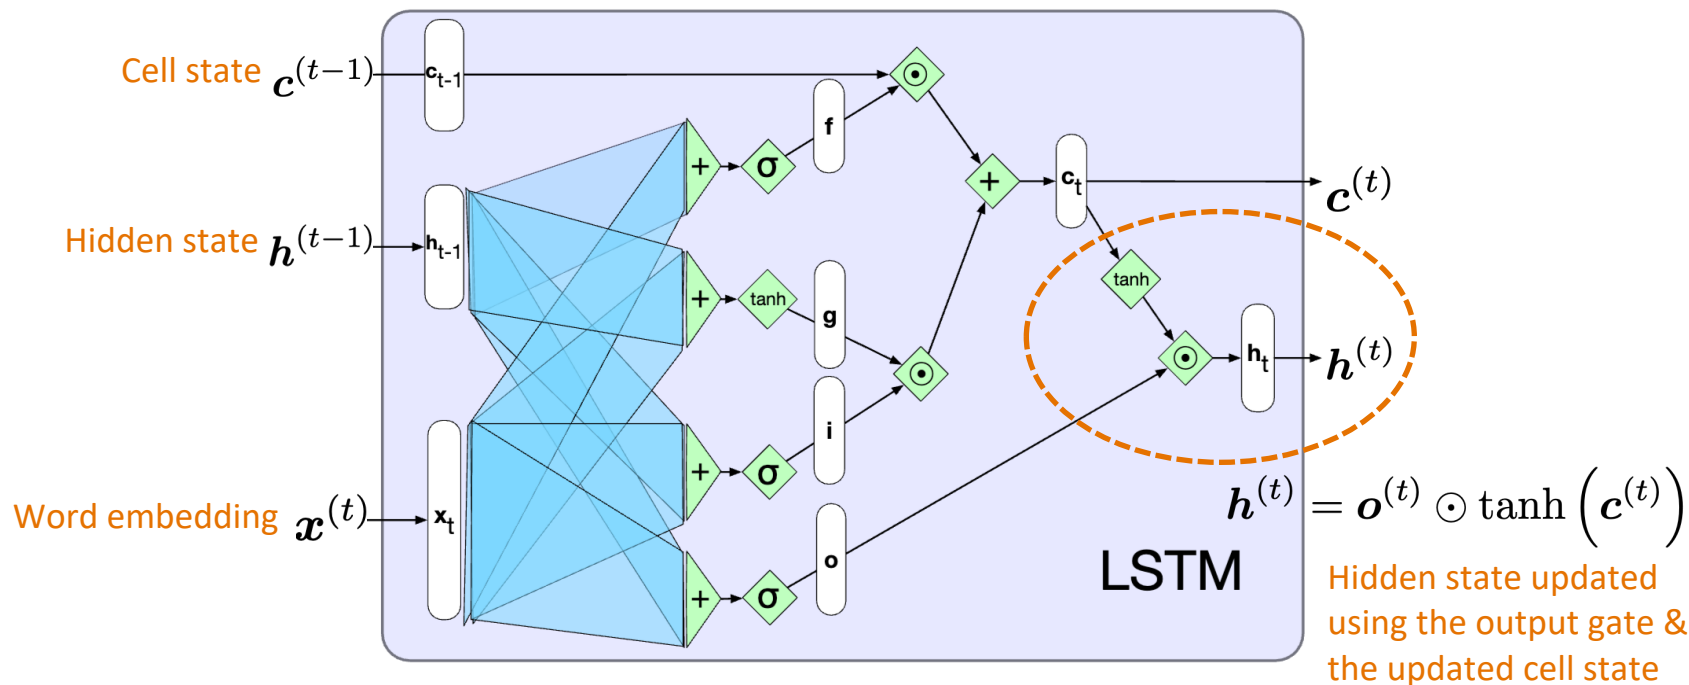 Cell state c^(t−1)
c_t-1
⊙
f
+
σ
+
c_t
c^(t)
Hidden state h^(t−1)
h_t-1
+
tanh
g
tanh
⊙
⊙
h_t
h^(t)
i
+
σ
Word embedding x^(t)
x_t
h^(t) = o^(t) ⊙ tanh (c^(t))
o
+
σ
LSTM
Hidden state updated
using the output gate &
the updated cell state